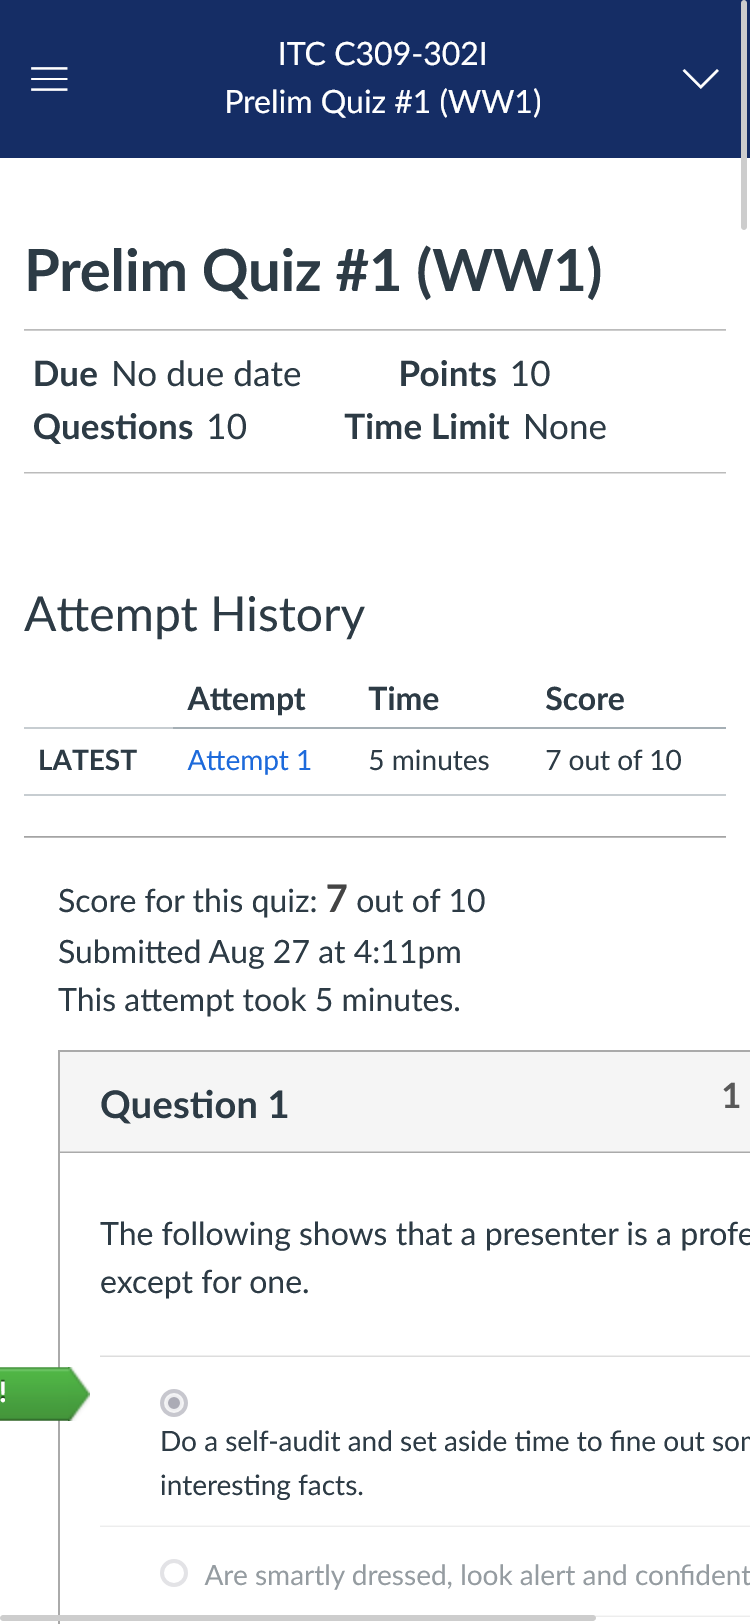 ITC C309-302I
Prelim Quiz #1 (WW1)
Prelim Quiz #1 (WW1)
Due No due date Points 10
Questions 10 Time Limit None
Attempt History
Attempt Time Score
LATEST Attempt 1 5 minutes 7 out of 10
Score for this quiz: 7 out of 10
Submitted Aug 27 at 4:11pm
This attempt took 5 minutes.
Question 1 1
The following shows that a presenter is a profe
except for one.
!
Do a self-audit and set aside time to fine out sor
interesting facts.
Are smartly dressed, look alert and confident